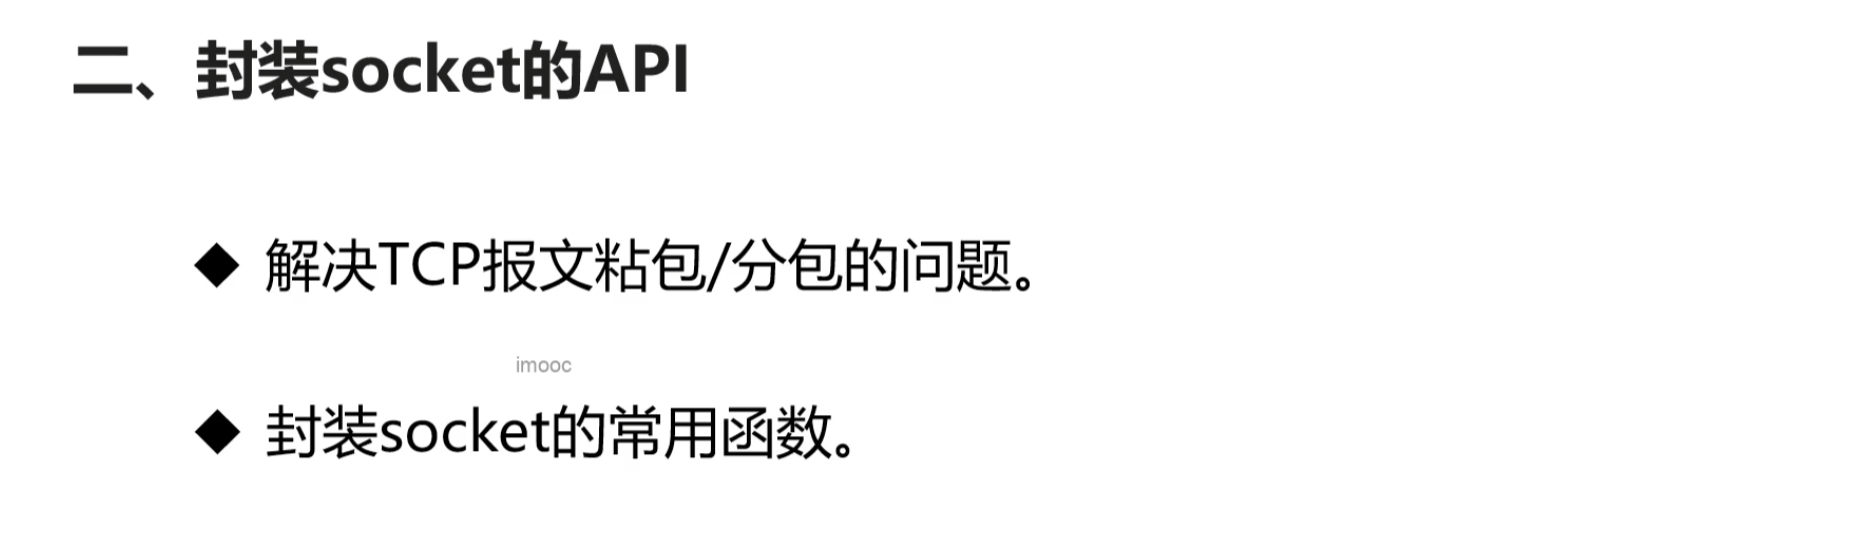 二、封装socket的API
◆ 解决TCP报文粘包/分包的问题。
imooc
◆ 封装socket的常用函数。